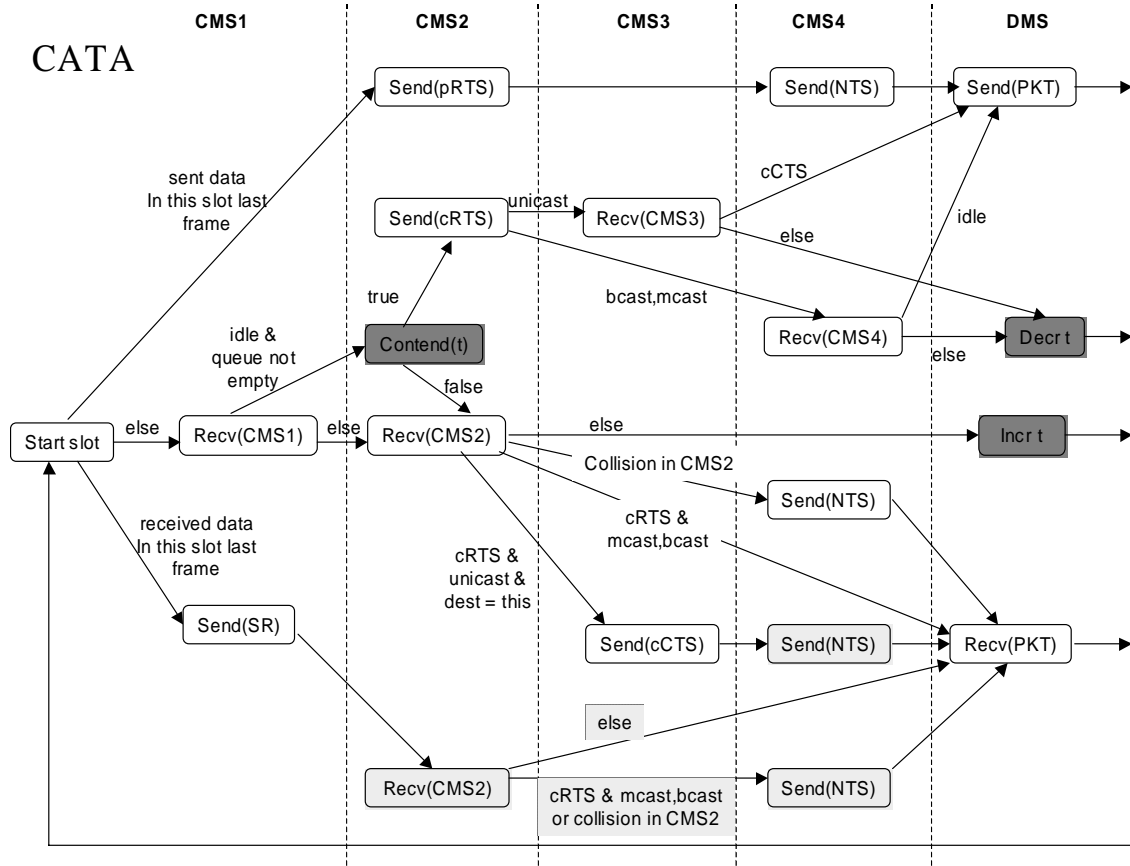 CMS1
CMS2
CMS3
CMS4
DMS
CATA
Send(pRTS)
Send(NTS)
Send(PKT)
sent data
In this slot last
frame
unicast
cCTS
Send(cRTS)
Recv(CMS3)
idle
else
true
bcast,mcast
idle &
queue not
empty
Contend(t)
Recv(CMS4)
else
Decr t
false
Start slot
else
Recv(CMS1)
else
Recv(CMS2)
else
Incr t
Collision in CMS2
Send(NTS)
received data
In this slot last
frame
cRTS &
mcast,bcast
cRTS &
unicast &
dest = this
Send(SR)
Send(cCTS)
Send(NTS)
Recv(PKT)
else
Recv(CMS2)
cRTS & mcast,bcast
or collision in CMS2
Send(NTS)